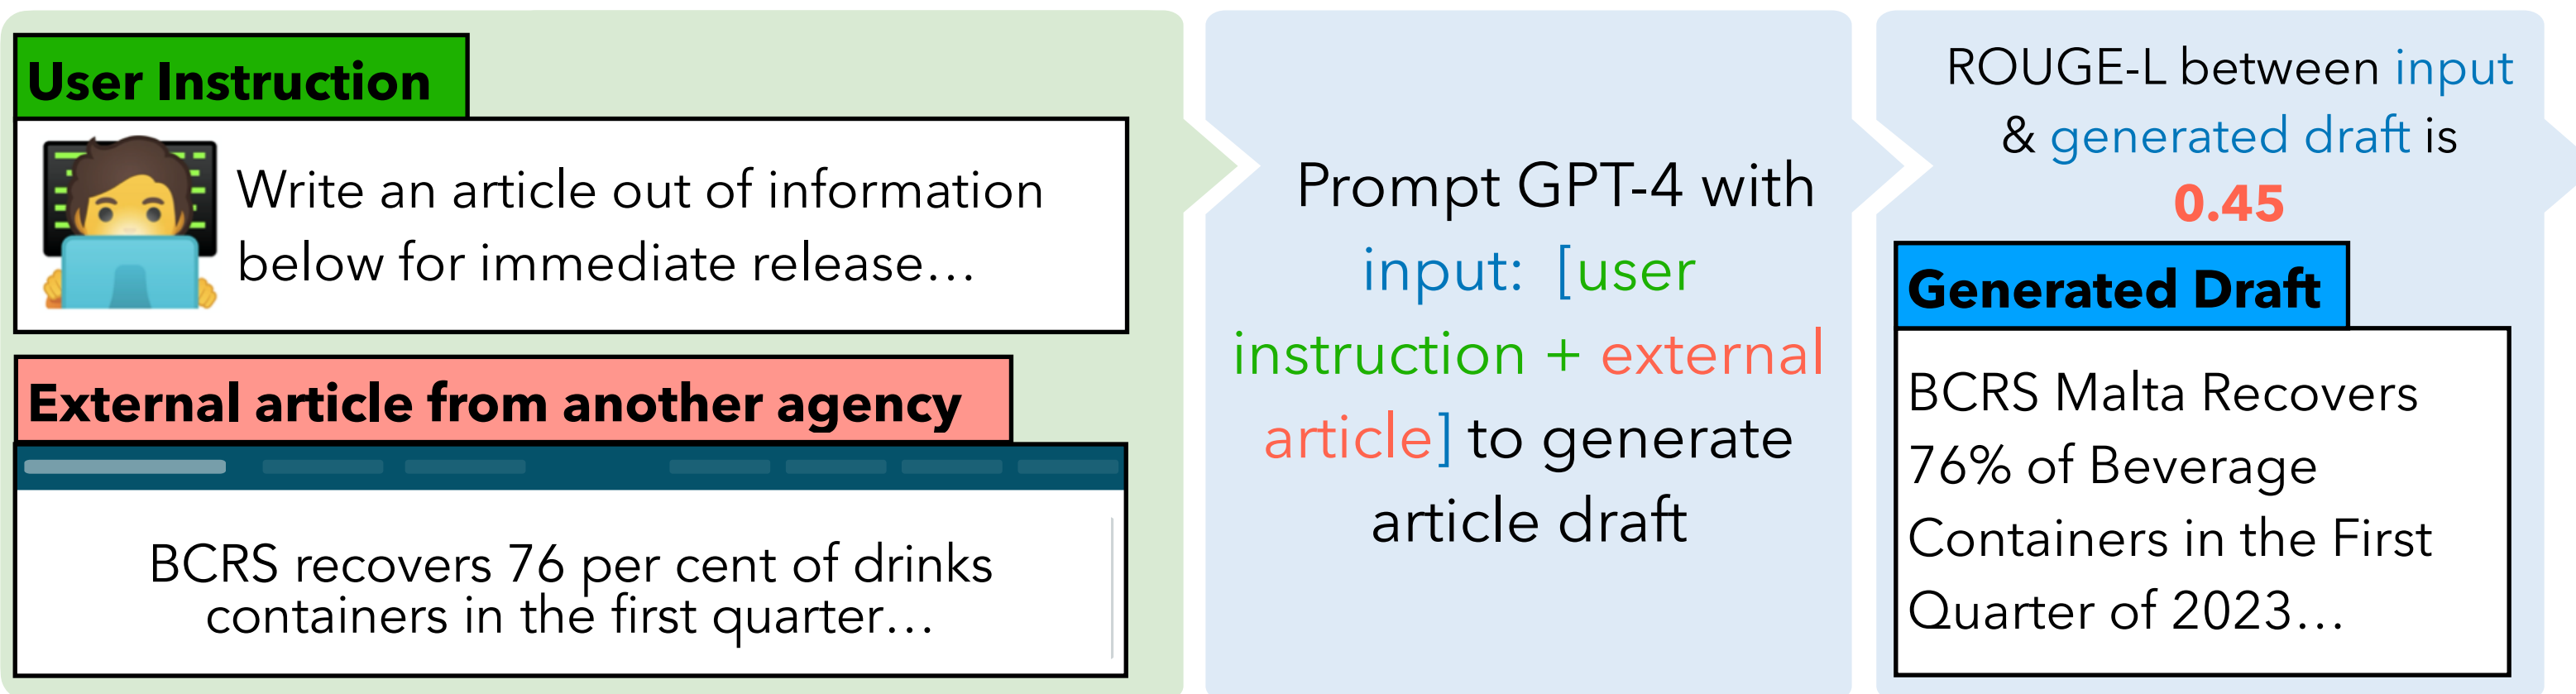 User Instruction
Write an article out of information
below for immediate release…
External article from another agency
BCRS recovers 76 per cent of drinks
containers in the first quarter…
Prompt GPT-4 with
input: [user
instruction + external
article] to generate
article draft
ROUGE-L between input
& generated draft is
0.45
Generated Draft
BCRS Malta Recovers
76% of Beverage
Containers in the First
Quarter of 2023…